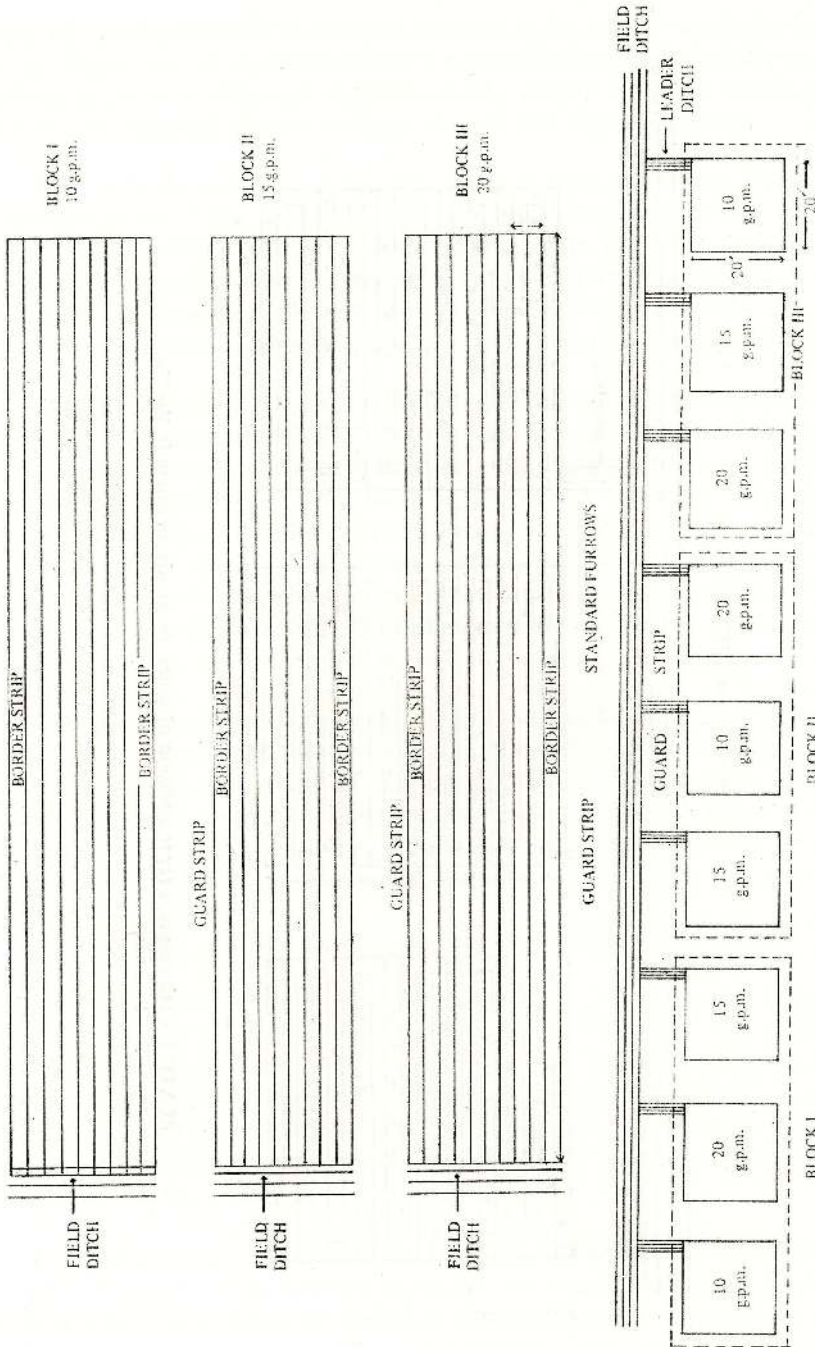 BLOCK I
10 g.p.m.
BORDER STRIP
BORDER STRIP
FIELD
DITCH
BLOCK II
15 g.p.m.
GUARD STRIP
BORDER STRIP
BORDER STRIP
FIELD
DITCH
BLOCK III
20 g.p.m.
GUARD STRIP
BORDER STRIP
BORDER STRIP
FIELD
DITCH
GUARD STRIP
STANDARD FURROWS
FIELD
DITCH
LEADER
DITCH
GUARD STRIP
10
g.p.m.
20
g.p.m.
15
g.p.m.
15
g.p.m.
10
g.p.m.
20
g.p.m.
20
g.p.m.
15
g.p.m.
10
g.p.m.
20′
20′
BLOCK I
BLOCK II
BLOCK III